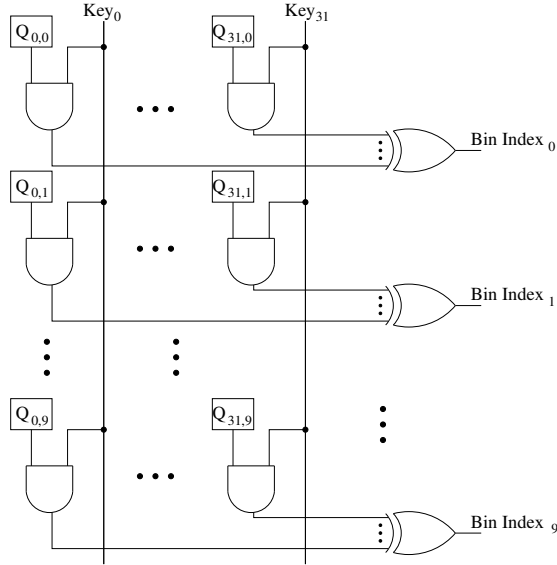 Key0 Key31
Q0,0 Q31,0
Bin Index 0
Q0,1 Q31,1
Bin Index 1
Q0,9 Q31,9
Bin Index 9